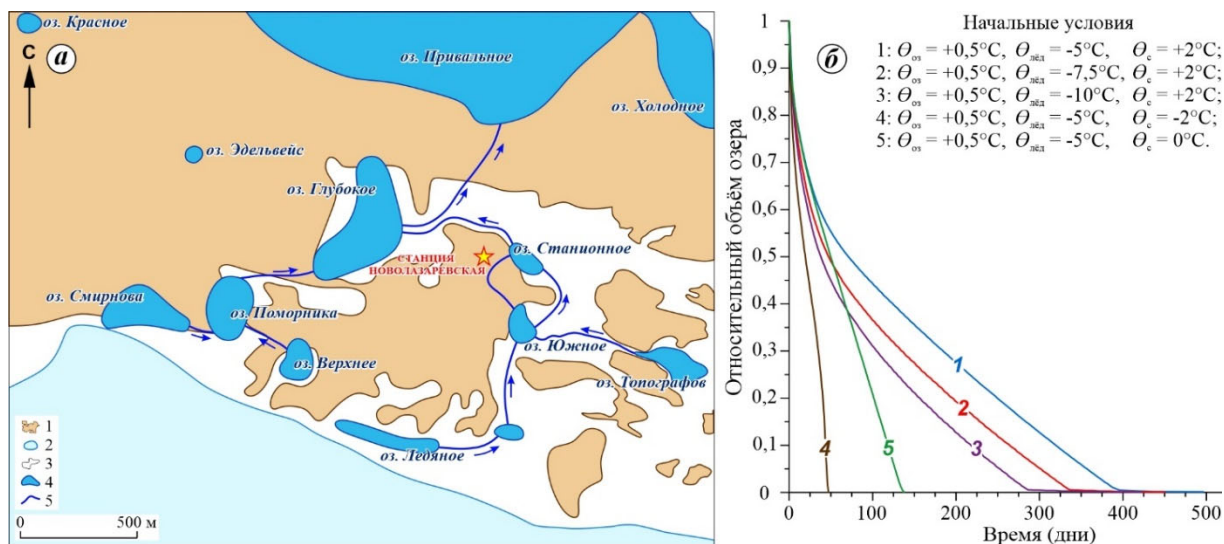 оз. Красное
С
а
оз. Привальное
оз. Холодное
оз. Эдельвейс
оз. Глубокое
СТАНЦИЯ
НОВОЛАЗАРЕВСКАЯ
оз. Станионное
оз. Смирнова
оз. Поморника
оз. Верхнее
оз. Южное
оз. Топографов
оз. Ледяное
1
2
3
4
5
0 500 м
б
Начальные условия
1: Θоз = +0,5°C, Θлёд = -5°C, Θс = +2°C;
2: Θоз = +0,5°C, Θлёд = -7,5°C, Θс = +2°C;
3: Θоз = +0,5°C, Θлёд = -10°C, Θс = +2°C;
4: Θоз = +0,5°C, Θлёд = -5°C, Θс = -2°C;
5: Θоз = +0,5°C, Θлёд = -5°C, Θс = 0°C.
Относительный объём озера
1
0,9
0,8
0,7
0,6
0,5
0,4
0,3
0,2
0,1
0
1
2
3
4
5
0 100 200 300 400 500
Время (дни)